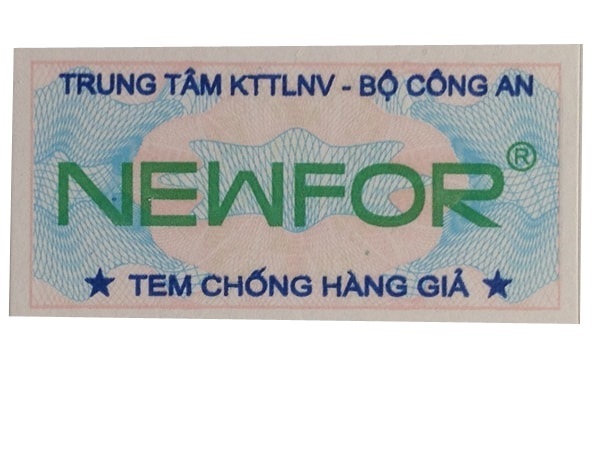 TRUNG TÂM KTTLNV - BỘ CÔNG AN
NEWFOR®
★ TEM CHỐNG HÀNG GIẢ ★